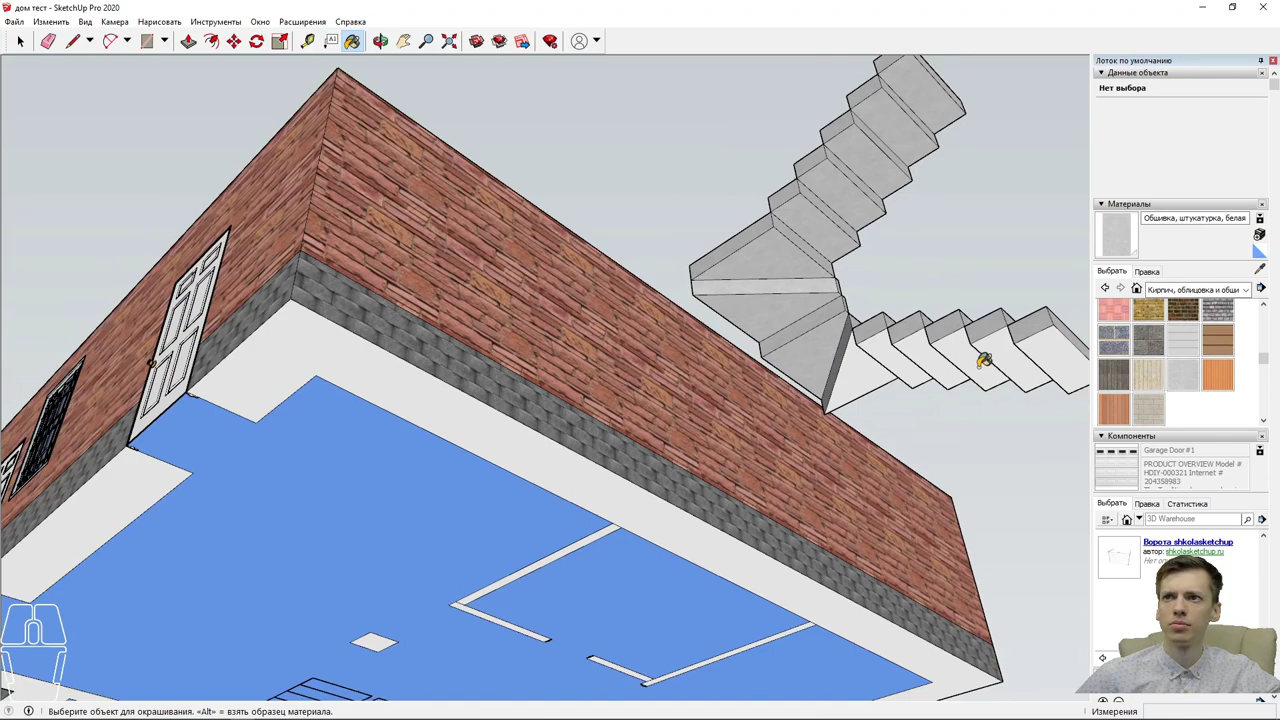 дом тест - SketchUp Pro 2020
Файл Изменить Вид Камера Нарисовать Инструменты Окно Расширения Справка
Лоток по умолчанию
Данные объекта
Нет выбора
Материалы
Обшивка, штукатурка, белая
Выбрать Правка
Кирпич, облицовка и обши
Компоненты
Garage Door#1
PRODUCT OVERVIEW Model #
HDIY-000321 Internet #
204358983
Выбрать Правка Статистика
3D Warehouse
Ворота shkolasketchup
автор: shkolasketchup.ru
Выберите объект для окрашивания. «Alt» = взять образец материала.
Измерения